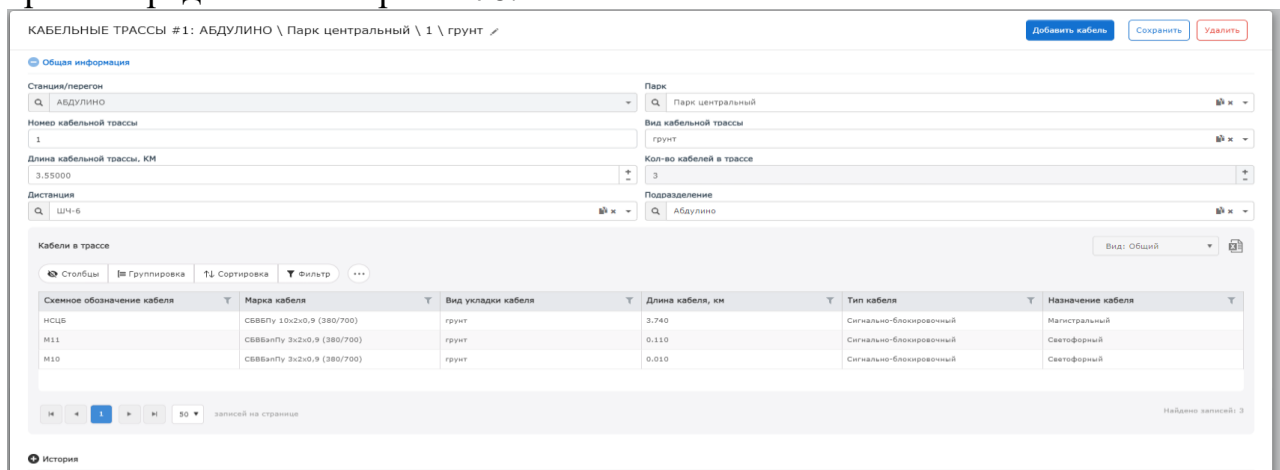 КАБЕЛЬНЫЕ ТРАССЫ #1: АБДУЛИНО \ Парк центральный \ 1 \ грунт
Добавить кабель Сохранить Удалить
Общая информация
Станция/перегон Парк
АБДУЛИНО Парк центральный
Номер кабельной трассы Вид кабельной трассы
1 грунт
Длина кабельной трассы, КМ Кол-во кабелей в трассе
3.55000 3
Дистанция Подразделение
ШЧ-6 Абдулино
Кабели в трассе Вид: Общий
Столбцы Группировка Сортировка Фильтр ...
Схемное обозначение кабеля Марка кабеля Вид укладки кабеля Длина кабеля, км Тип кабеля Назначение кабеля
НСЦБ СБВБПу 10х2х0,9 (380/700) грунт 3.740 Сигнально-блокировочный Магистральный
М11 СБВБэпПу 3х2х0,9 (380/700) грунт 0.110 Сигнально-блокировочный Светофорный
М10 СБВБэпПу 3х2х0,9 (380/700) грунт 0.010 Сигнально-блокировочный Светофорный
1 50 записей на странице Найдено записей: 3
История